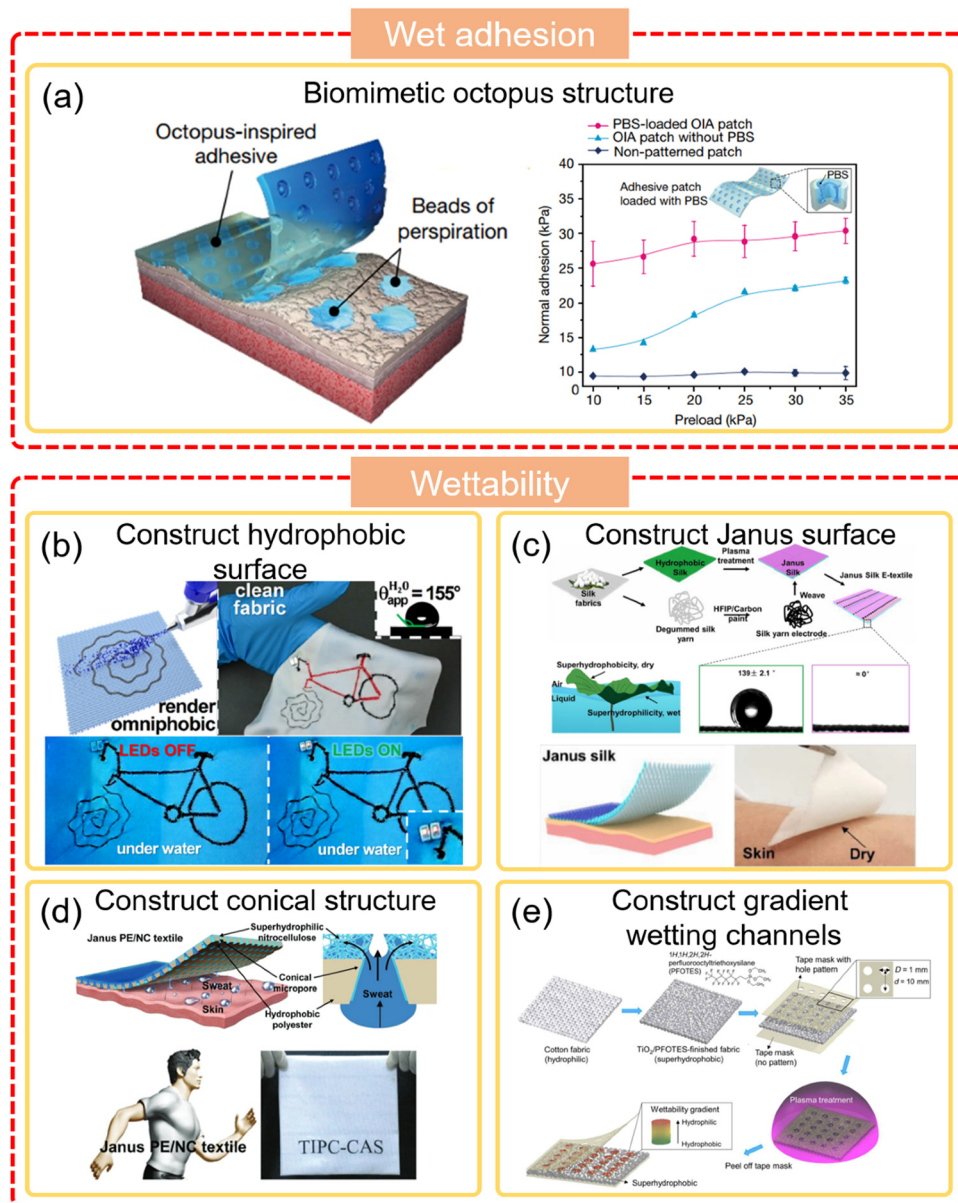 Wet adhesion
(a)
Biomimetic octopus structure
Octopus-inspired
adhesive
Beads of
perspiration
PBS-loaded OIA patch
OIA patch without PBS
Non-patterned patch
Adhesive patch
loaded with PBS
PBS
Normal adhesion (kPa)
40
35
30
25
20
15
10
0
10 15 20 25 30 35
Preload (kPa)
Wettability
(b)
Construct hydrophobic
surface
render
omniphobic
clean
fabric
θ app H₂0 = 155°
LEDs OFF
under water
LEDs ON
under water
(c)
Construct Janus surface
Silk
fabrics
Hydrophobic
Silk
Plasma
treatment
Janus
Silk
Janus Silk E-textile
Weave
Degummed silk
yarn
HFIP/Carbon
paint
Silk yarn electrode
Superhydrophobicity, dry
Air
Liquid
Superhydrophilicity, wet
139± 2.1 °
≈ 0°
Janus silk
Skin
Dry
(d)
Construct conical structure
Janus PE/NC textile
Superhydrophilic
nitrocellulose
Conical
micropore
Hydrophobic
polyester
Sweat
Skin
Sweat
Janus PE/NC textile
TIPC-CAS
(e)
Construct gradient
wetting channels
1H,1H,2H,2H-
perfluorooctyltriethoxysilane
(PFOTES)
Tape mask with
hole pattern
D = 1 mm
d = 10 mm
Cotton fabric
(hydrophilic)
TiO₂/PFOTES-finished fabric
(superhydrophobic)
Tape mask
(no pattern)
Plasma treatment
Peel off tape mask
Wettability gradient
Hydrophilic
Hydrophobic
Superhydrophobic